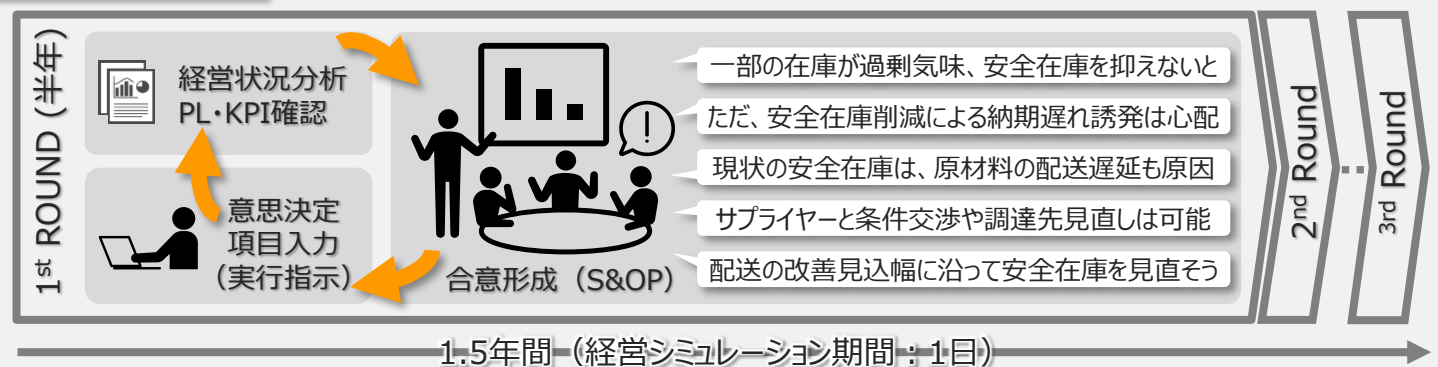 1st ROUND (半年)
経営状況分析
PL・KPI確認
意思決定
項目入力
（実行指示）
合意形成（S&OP）
一部の在庫が過剰気味、安全在庫を抑えないと
ただ、安全在庫削減による納期遅れ誘発は心配
現状の安全在庫は、原材料の配送遅延も原因
サプライヤーと条件交渉や調達先見直しは可能
配送の改善見込幅に沿って安全在庫を見直そう
2nd Round
3rd Round
1.5年間（経営シミュレーション期間：1日）